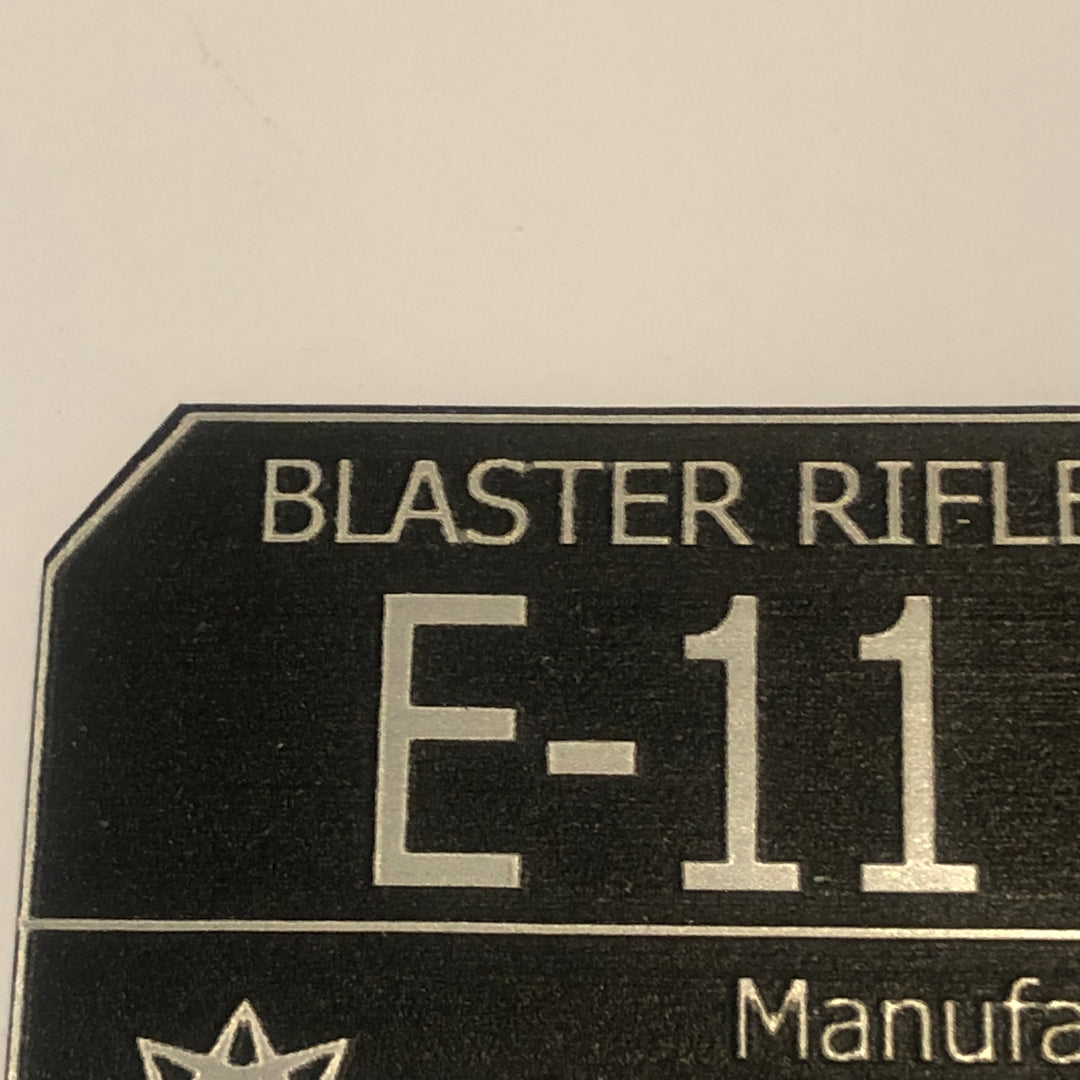 BLASTER RIFLE
E-11
Manufa